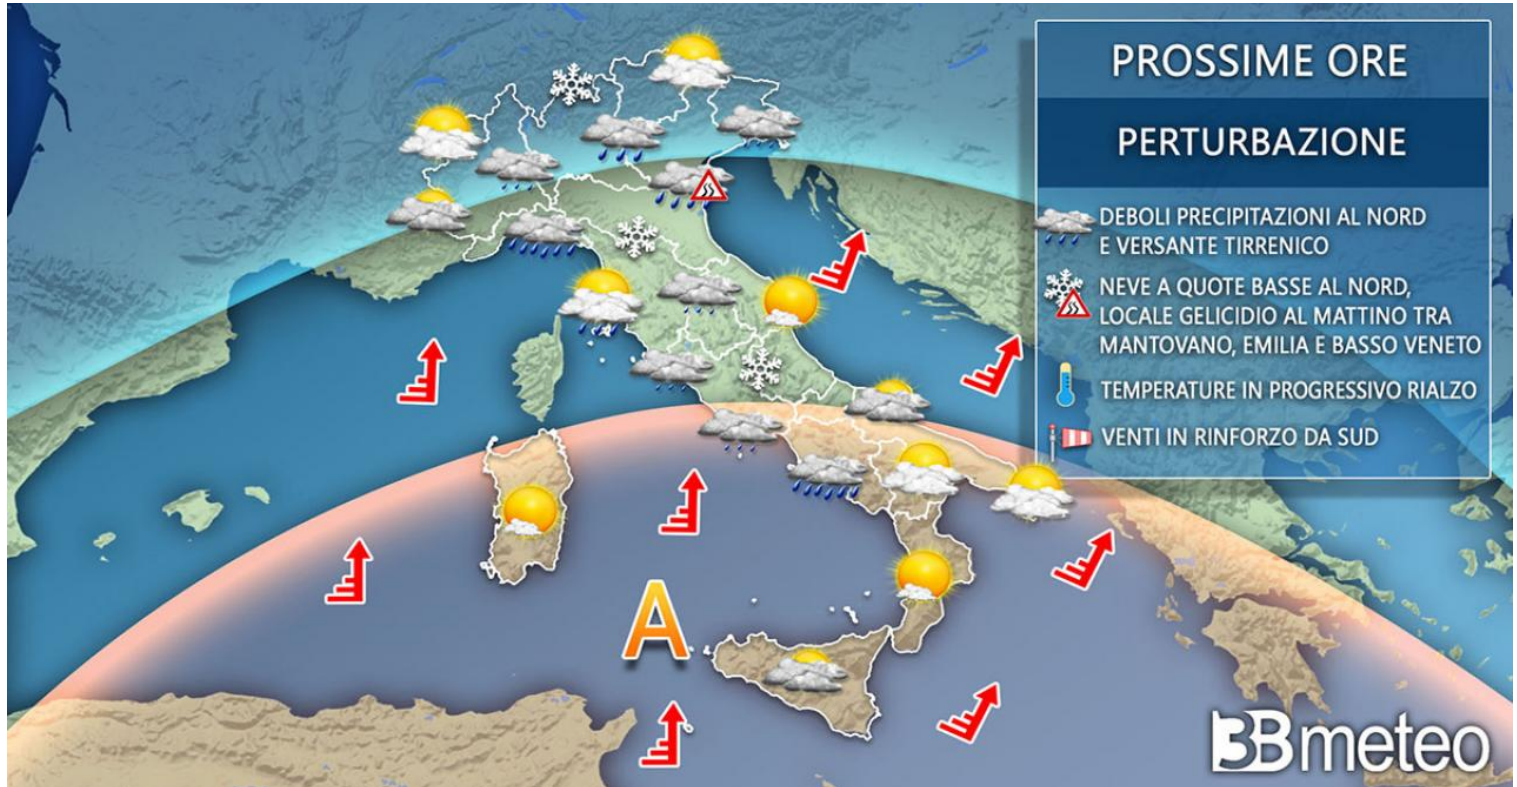 PROSSIME ORE
PERTURBAZIONE
DEBOLI PRECIPITAZIONI AL NORD
E VERSANTE TIRRENICO
NEVE A QUOTE BASSE AL NORD,
LOCALE GELICIDIO AL MATTINO TRA
MANTOVANO, EMILIA E BASSO VENETO
TEMPERATURE IN PROGRESSIVO RIALZO
VENTI IN RINFORZO DA SUD
A
3Bmeteo